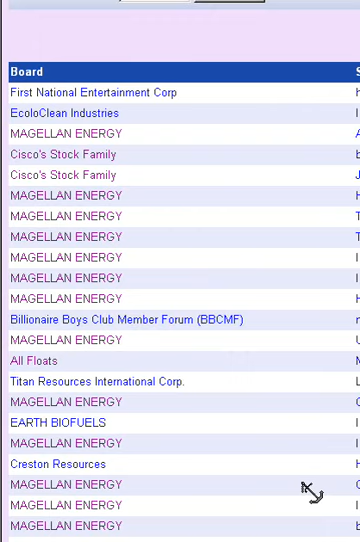 Board
First National Entertainment Corp
EcoloClean Industries
MAGELLAN ENERGY
Cisco's Stock Family
Cisco's Stock Family
MAGELLAN ENERGY
MAGELLAN ENERGY
MAGELLAN ENERGY
MAGELLAN ENERGY
MAGELLAN ENERGY
MAGELLAN ENERGY
Billionaire Boys Club Member Forum (BBCMF)
MAGELLAN ENERGY
All Floats
Titan Resources International Corp.
MAGELLAN ENERGY
EARTH BIOFUELS
MAGELLAN ENERGY
Creston Resources
MAGELLAN ENERGY
MAGELLAN ENERGY
MAGELLAN ENERGY